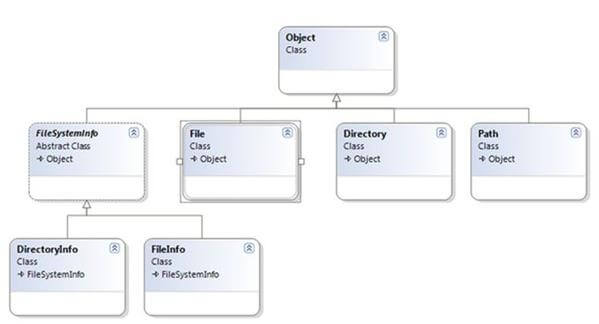 Object
Class
FileSystemInfo
Abstract Class
Object
File
Class
Object
Directory
Class
Object
Path
Class
Object
DirectoryInfo
Class
FileSystemInfo
FileInfo
Class
FileSystemInfo